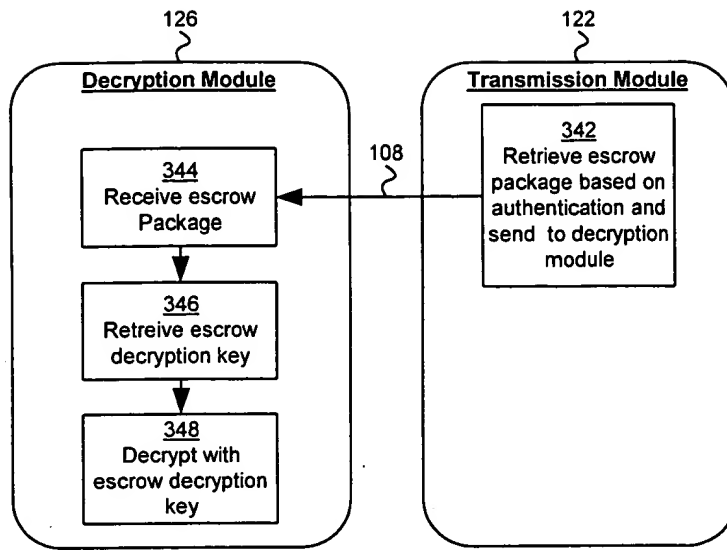 126
122
Decryption Module
Transmission Module
342
Retrieve escrow
package based on
authentication and
send to decryption
module
108
344
Receive escrow
Package
346
Retreive escrow
decryption key
348
Decrypt with
escrow decryption
key